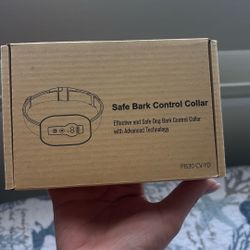 Safe Bark Control Collar
Effective and Safe Dog Bark Control Collar
with Advanced Technology